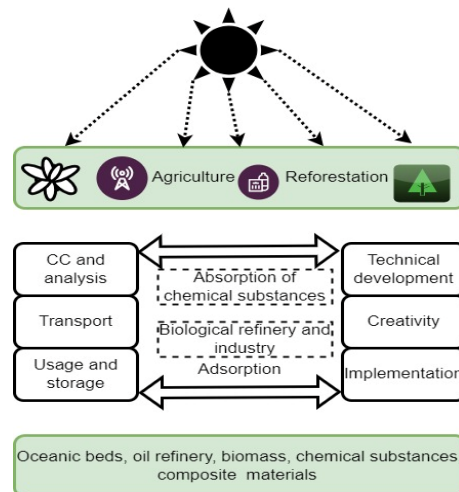 Agriculture
Reforestation
CC and
analysis
Transport
Usage and
storage
Absorption of
chemical substances
Biological refinery and
industry
Adsorption
Technical
development
Creativity
Implementation
Oceanic beds, oil refinery, biomass, chemical substances
composite materials